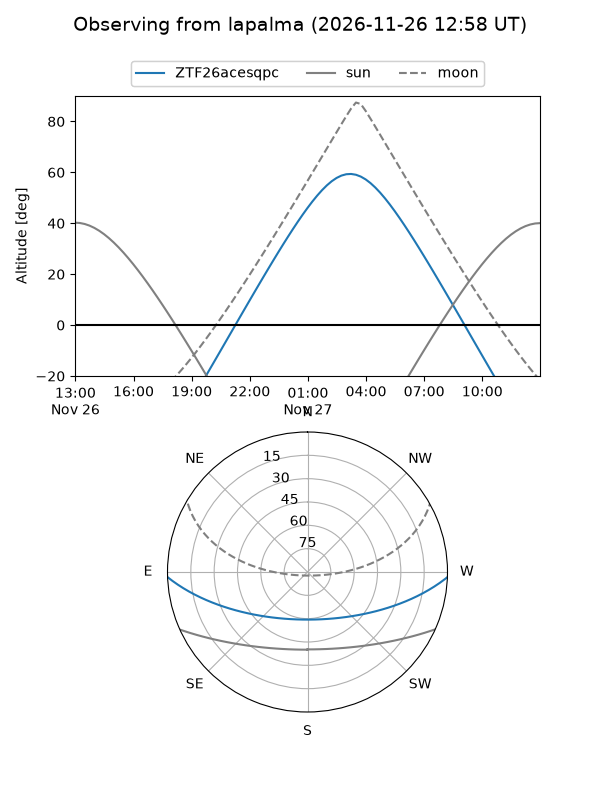 Observing from lapalma (2026-11-26 12:58 UT)
ZTF26acesqpc sun moon
Altitude [deg]
80
60
40
20
0
−20
13:00 16:00 19:00 22:00 01:00 04:00 07:00 10:00
Nov 26 Nov 27
N
NE NW
15
30
45
60
75
E W
SE SW
S